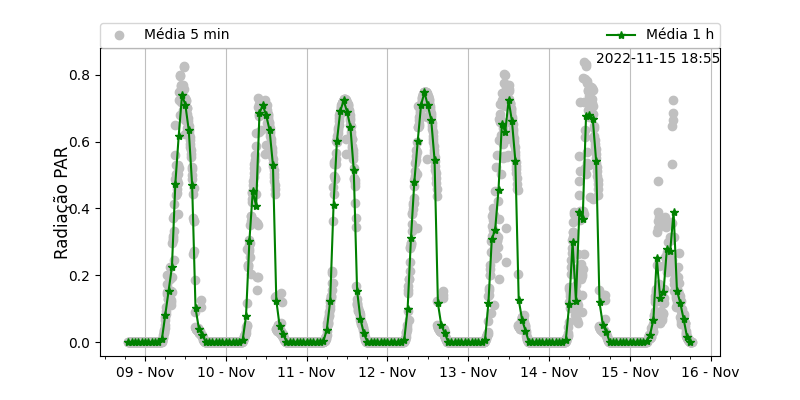 Média 5 min
Média 1 h
2022-11-15 18:55
Radiação PAR
0.8
0.6
0.4
0.2
0.0
09 - Nov
10 - Nov
11 - Nov
12 - Nov
13 - Nov
14 - Nov
15 - Nov
16 - Nov